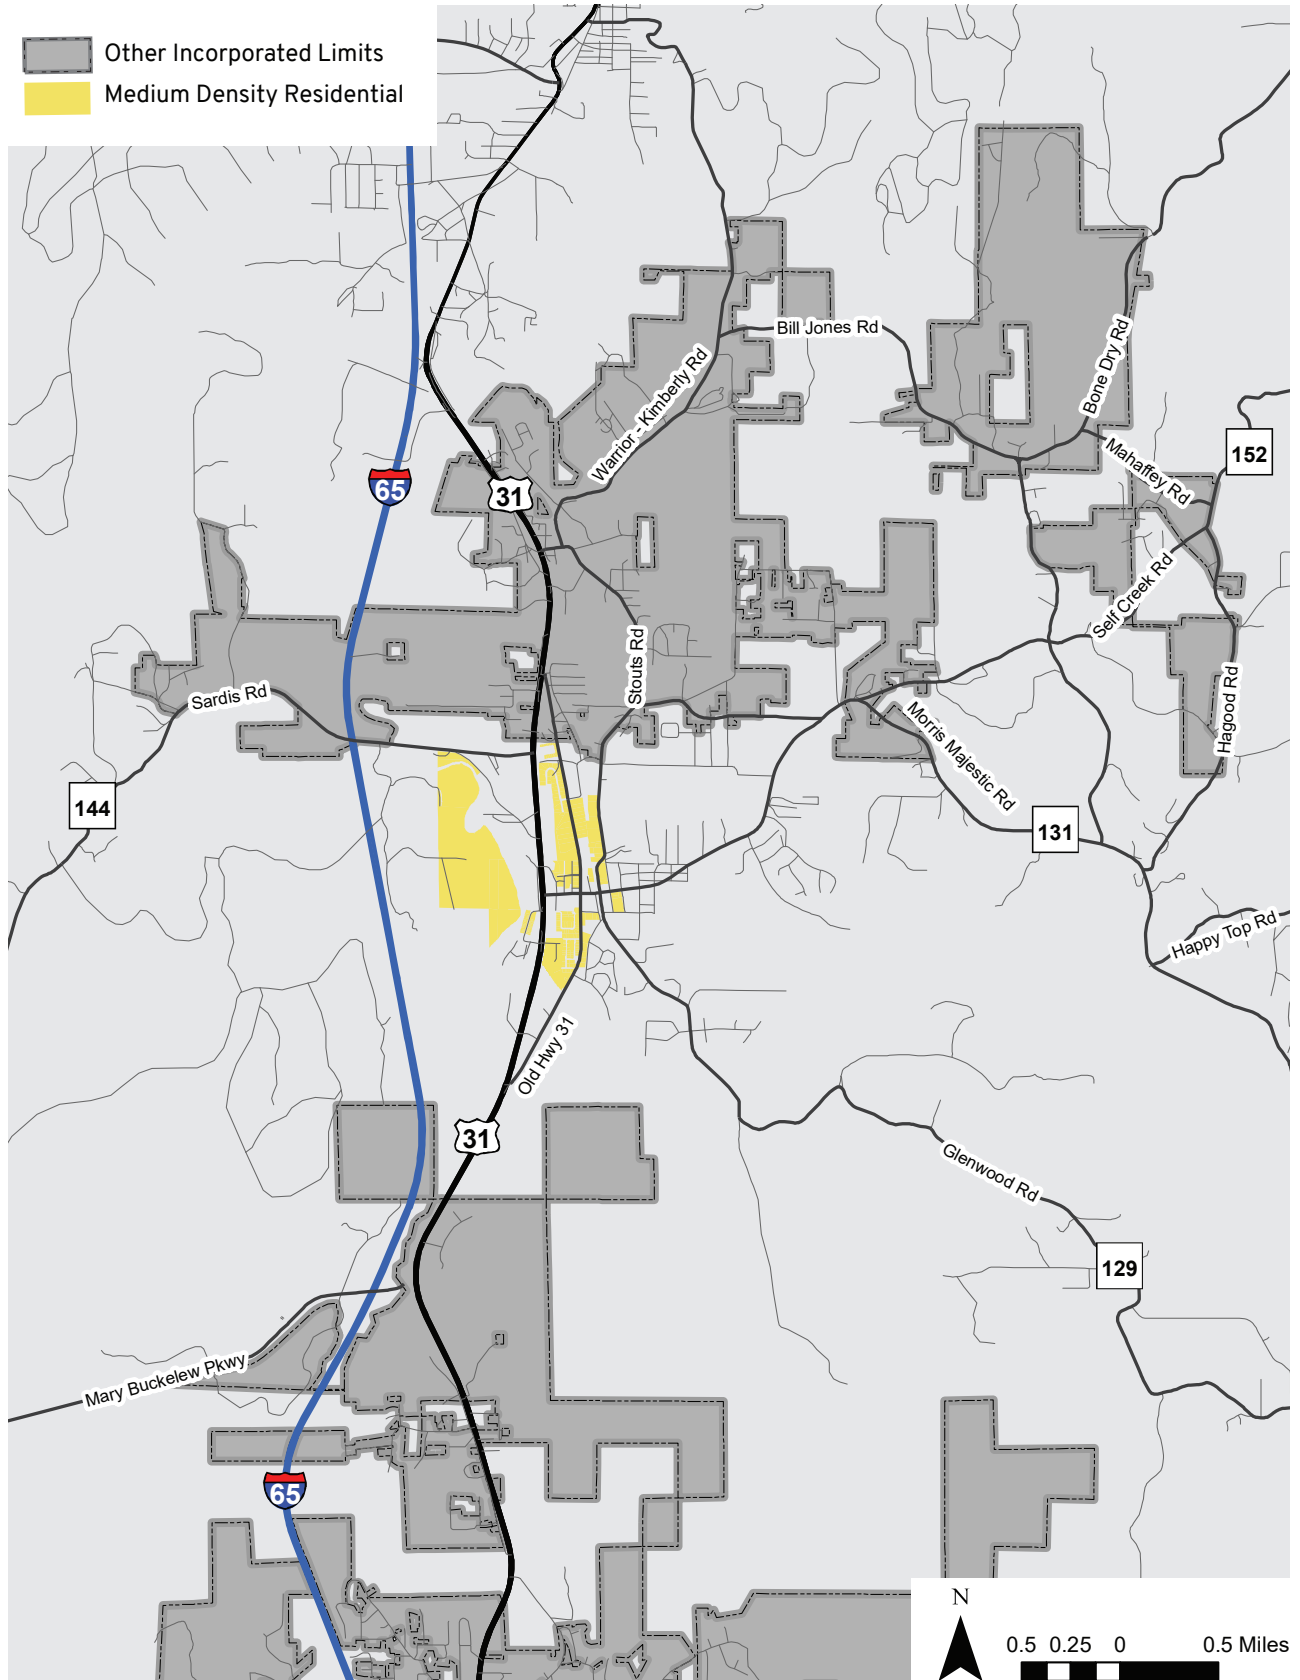 Other Incorporated Limits
Medium Density Residential
Bill Jones Rd
Bone Dry Rd
Warrior - Kimberly Rd
Mahaffey Rd
152
65
31
Self Creek Rd
Stouts Rd
Hagood Rd
Sardis Rd
Morris Majestic Rd
144
131
Happy Top Rd
Old Hwy 31
31
Glenwood Rd
129
Mary Buckelew Pkwy
65
N
0.5 0.25 0 0.5 Miles